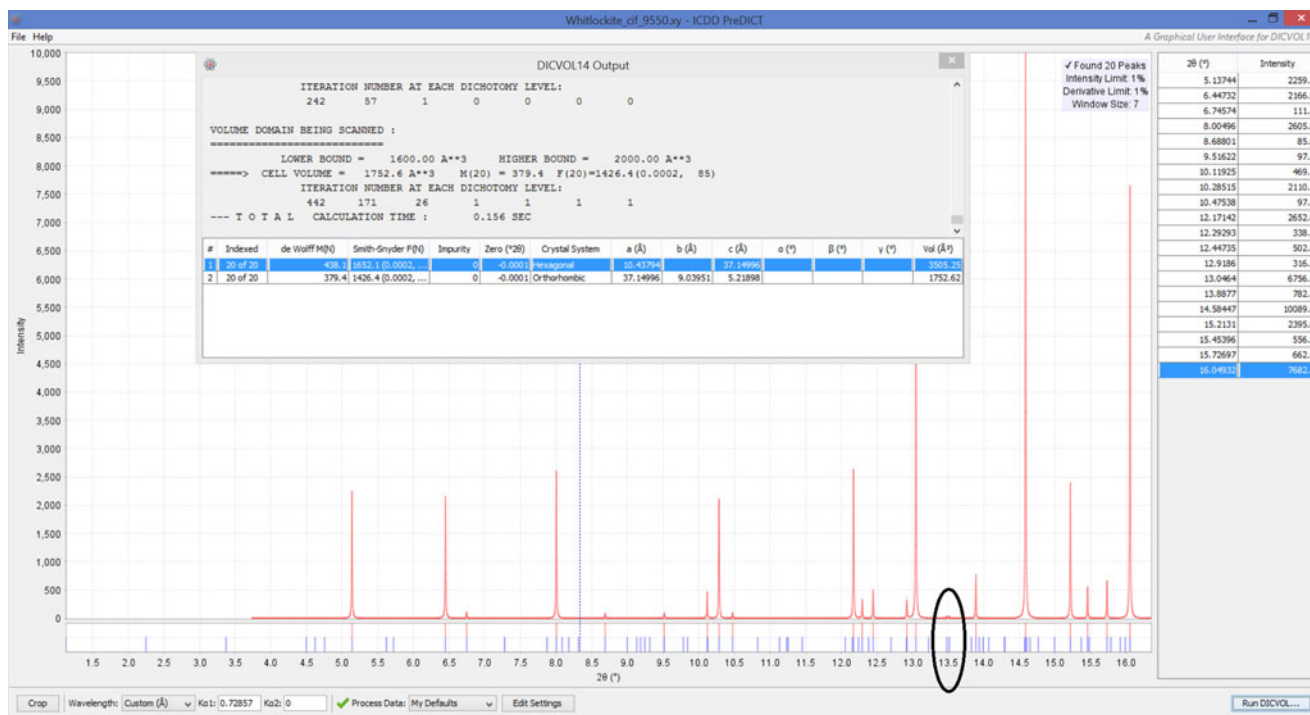 Whitlockite_cif_9550.xy - ICDD PreDICT
File Help
A Graphical User Interface for DICVOL14
DICVOL14 Output
ITERATION NUMBER AT EACH DICHOTOMY LEVEL:
242 57 1 0 0 0 0
VOLUME DOMAIN BEING SCANNED :
===========================
LOWER BOUND = 1600.00 A**3 HIGHER BOUND = 2000.00 A**3
=====> CELL VOLUME = 1752.6 A**3 M(20) = 379.4 F(20)=1426.4(0.0002, 85)
ITERATION NUMBER AT EACH DICHOTOMY LEVEL:
442 171 26 1 1 1 1
--- T O T A L CALCULATION TIME : 0.156 SEC
# Indexed de Wolff M(N) Smith-Snyder F(N) Impurity Zero (°2θ) Crystal System a (Å) b (Å) c (Å) α (°) β (°) γ (°) Vol (Å³)
1 20 of 20 438.1 1652.1 (0.0002, ... 0 -0.0001 Hexagonal 10.43794 37.14996 3505.25
2 20 of 20 379.4 1426.4 (0.0002, ... 0 -0.0001 Orthorhombic 37.14996 9.03951 5.21898 1752.62
✓ Found 20 Peaks
Intensity Limit: 1%
Derivative Limit: 1%
Window Size: 7
2θ (°) Intensity
5.13744 2259.
6.44732 2166.
6.74574 111.
8.00496 2605.
8.68801 85.
9.51622 97.
10.11925 469.
10.28515 2110.
10.47538 97.
12.17142 2652.
12.29293 338.
12.44735 502.
12.9186 316.
13.0464 6756.
13.8877 782.
14.58447 10089.
15.2131 2395.
15.45396 556.
15.72697 662.
16.04932 7682.
10,000
9,500
9,000
8,500
8,000
7,500
7,000
6,500
6,000
5,500
5,000
4,500
4,000
3,500
3,000
2,500
2,000
1,500
1,000
500
0
Intensity
1.5 2.0 2.5 3.0 3.5 4.0 4.5 5.0 5.5 6.0 6.5 7.0 7.5 8.0 8.5 9.0 9.5 10.0 10.5 11.0 11.5 12.0 12.5 13.0 13.5 14.0 14.5 15.0 15.5 16.0
2θ (°)
Crop Wavelength: Custom (Å) Kα1: 0.72857 Kα2: 0 Process Data: My Defaults Edit Settings Run DICVOL...